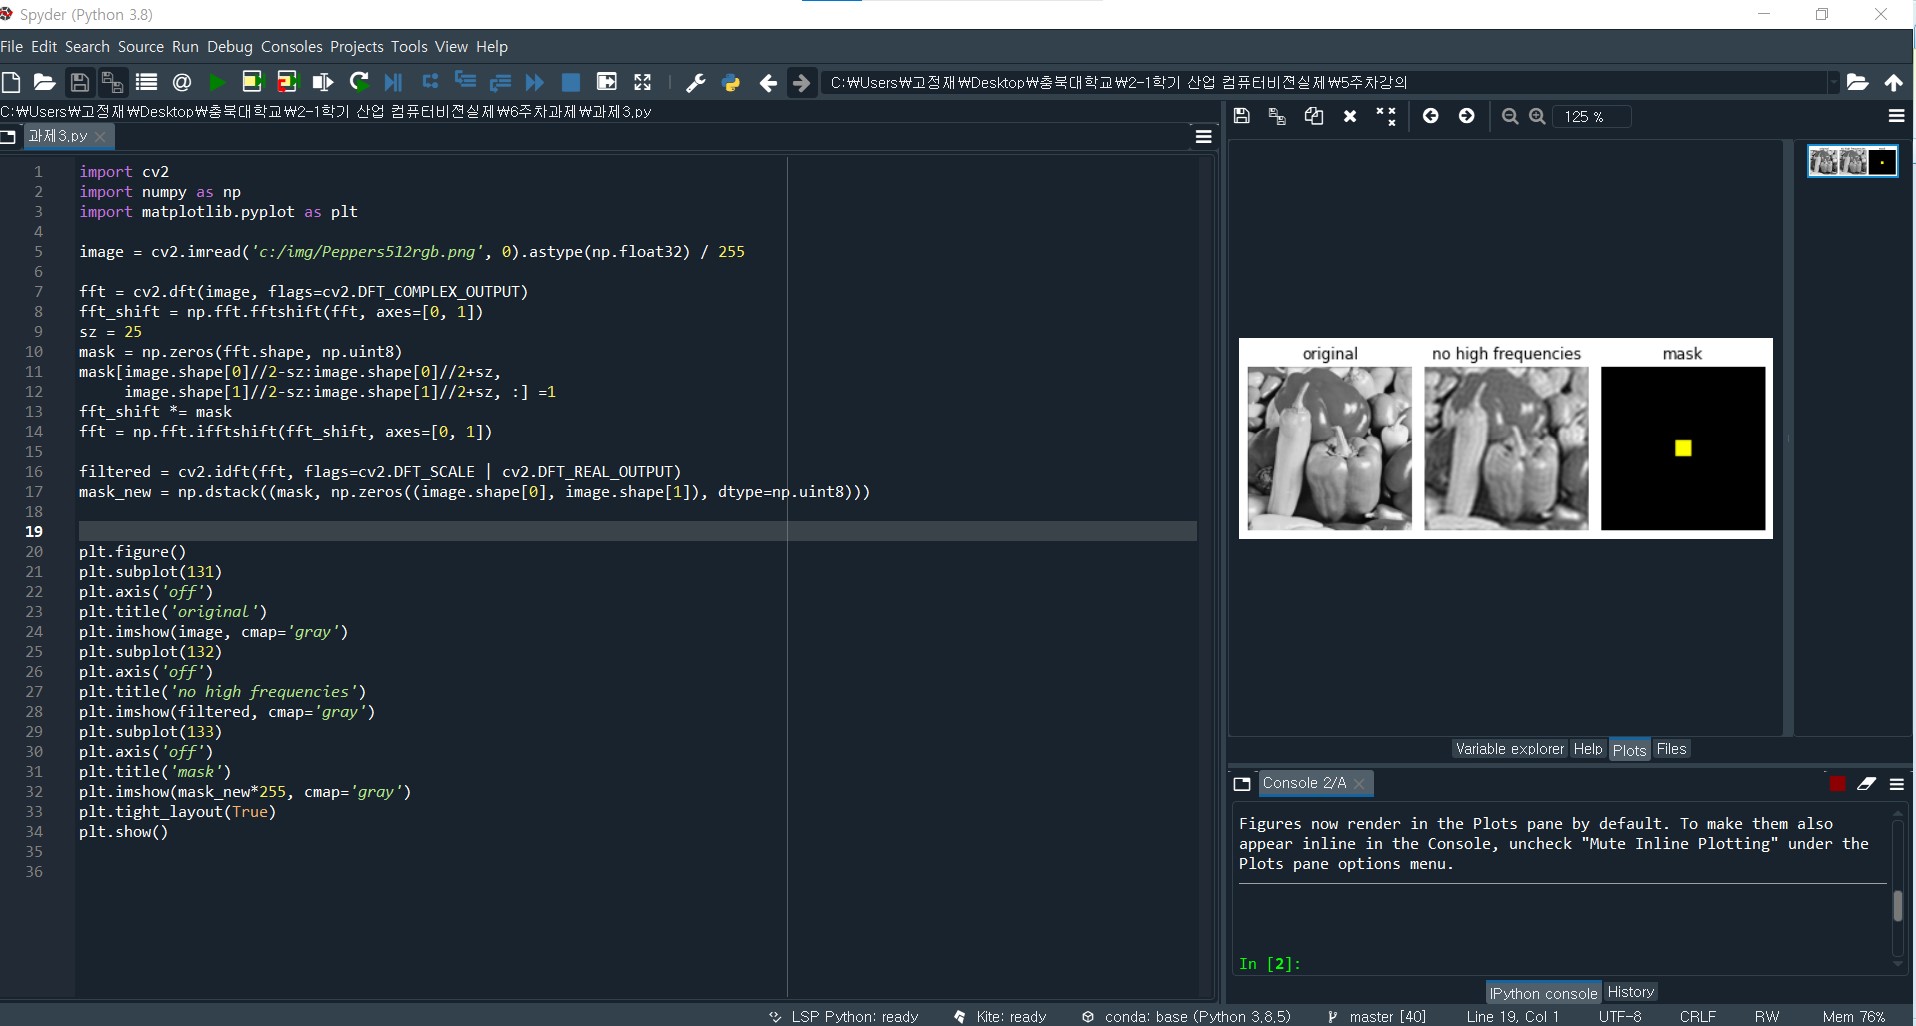 Spyder (Python 3.8)
File Edit Search Source Run Debug Consoles Projects Tools View Help
C:₩Users₩고정재₩Desktop₩충북대학교₩2-1학기 산업 컴퓨터비젼실제₩5주차강의
C:₩Users₩고정재₩Desktop₩충북대학교₩2-1학기 산업 컴퓨터비젼실제₩6주차과제₩과제3.py
과제3.py
1 import cv2
2 import numpy as np
3 import matplotlib.pyplot as plt
4
5 image = cv2.imread('c:/img/Peppers512rgb.png', 0).astype(np.float32) / 255
6
7 fft = cv2.dft(image, flags=cv2.DFT_COMPLEX_OUTPUT)
8 fft_shift = np.fft.fftshift(fft, axes=[0, 1])
9 sz = 25
10 mask = np.zeros(fft.shape, np.uint8)
11 mask[image.shape[0]//2-sz:image.shape[0]//2+sz,
12      image.shape[1]//2-sz:image.shape[1]//2+sz, :] =1
13 fft_shift *= mask
14 fft = np.fft.ifftshift(fft_shift, axes=[0, 1])
15
16 filtered = cv2.idft(fft, flags=cv2.DFT_SCALE | cv2.DFT_REAL_OUTPUT)
17 mask_new = np.dstack((mask, np.zeros((image.shape[0], image.shape[1]), dtype=np.uint8)))
18
19
20 plt.figure()
21 plt.subplot(131)
22 plt.axis('off')
23 plt.title('original')
24 plt.imshow(image, cmap='gray')
25 plt.subplot(132)
26 plt.axis('off')
27 plt.title('no high frequencies')
28 plt.imshow(filtered, cmap='gray')
29 plt.subplot(133)
30 plt.axis('off')
31 plt.title('mask')
32 plt.imshow(mask_new*255, cmap='gray')
33 plt.tight_layout(True)
34 plt.show()
35
36
125 %
original no high frequencies mask
Variable explorer Help Plots Files
Console 2/A
Figures now render in the Plots pane by default. To make them also
appear inline in the Console, uncheck "Mute Inline Plotting" under the
Plots pane options menu.
In [2]:
IPython console History
LSP Python: ready Kite: ready conda: base (Python 3.8.5) master [40] Line 19, Col 1 UTF-8 CRLF RW Mem 76%